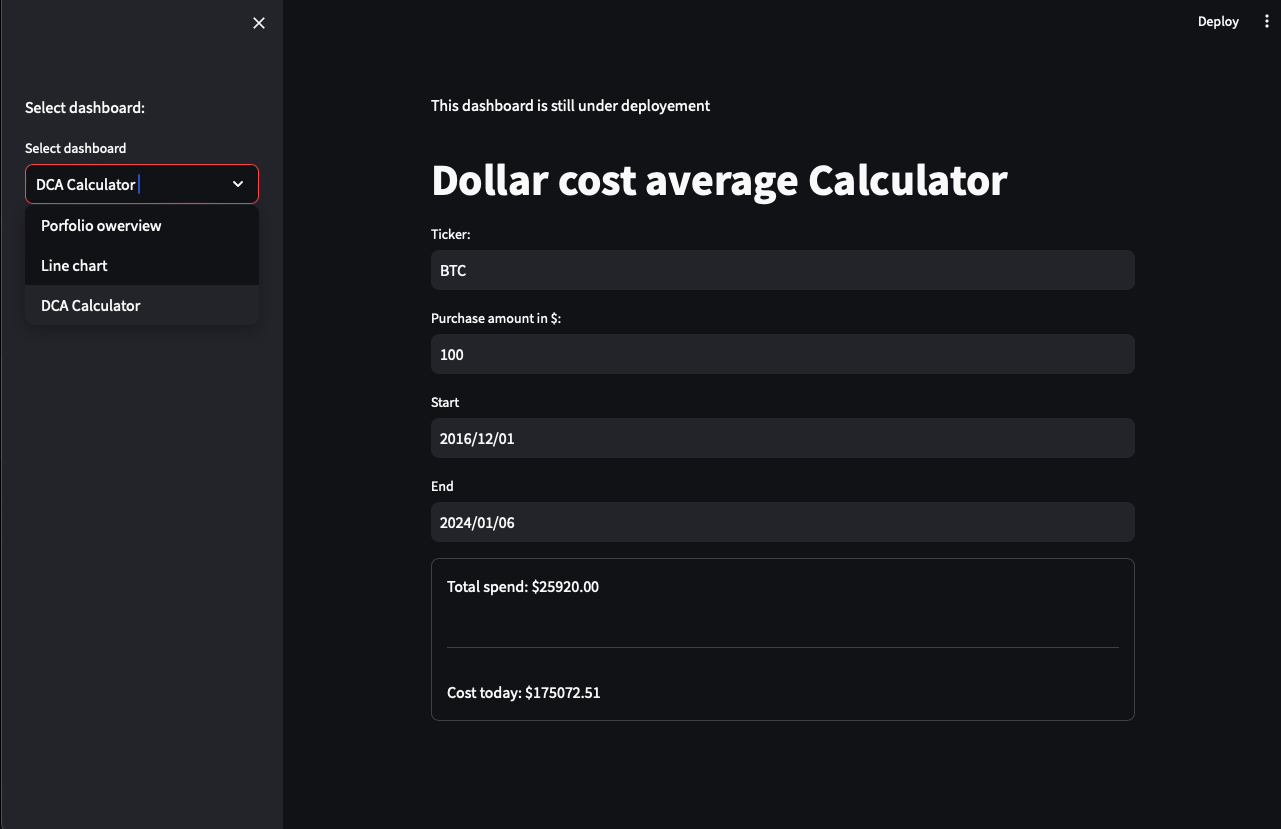 Deploy
Select dashboard:
Select dashboard
DCA Calculator
Porfolio owerview
Line chart
DCA Calculator
This dashboard is still under deployement
Dollar cost average Calculator
Ticker:
BTC
Purchase amount in $:
100
Start
2016/12/01
End
2024/01/06
Total spend: $25920.00
Cost today: $175072.51